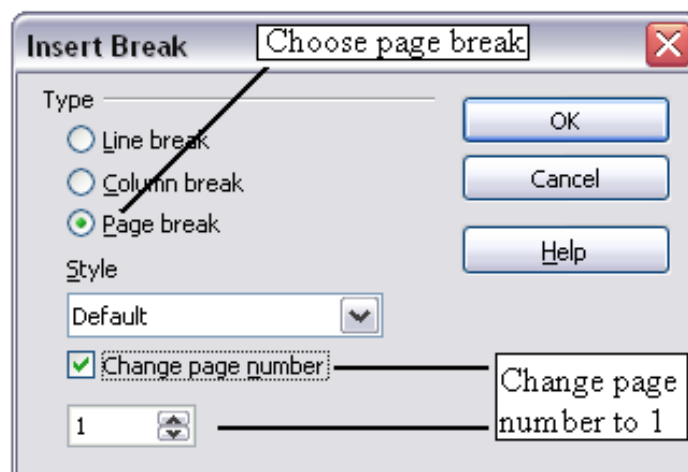 Insert Break
Choose page break
Type
Line break
OK
Column break
Cancel
Page break
Help
Style
Default
Change page number
Change page
number to 1
1